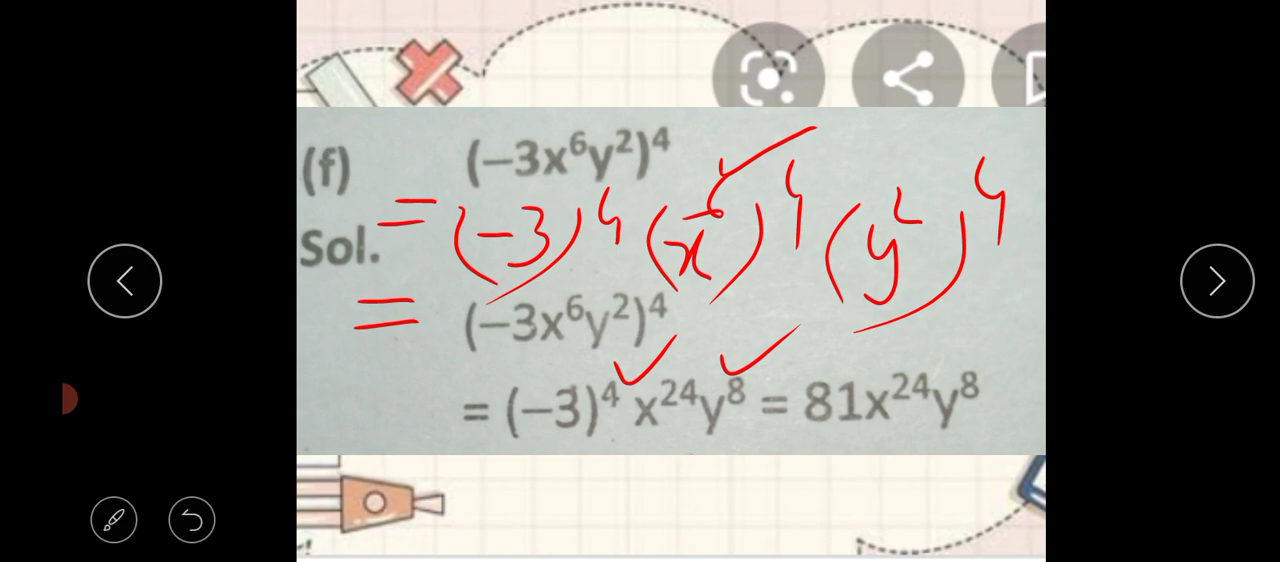 (f) (−3x⁶y²)⁴
= (−3)⁴ (x⁶)⁴ (y²)⁴
Sol.
= (−3x⁶y²)⁴
= (−3)⁴ x²⁴y⁸ = 81x²⁴y⁸